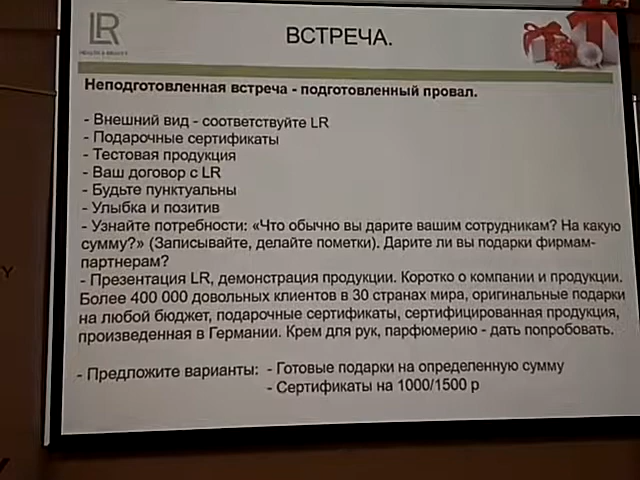 LR
HEALTH & BEAUTY
ВСТРЕЧА.
Неподготовленная встреча - подготовленный провал.
- Внешний вид - соответствуйте LR
- Подарочные сертификаты
- Тестовая продукция
- Ваш договор с LR
- Будьте пунктуальны
- Улыбка и позитив
- Узнайте потребности: «Что обычно вы дарите вашим сотрудникам? На какую
сумму?» (Записывайте, делайте пометки). Дарите ли вы подарки фирмам-
партнерам?
- Презентация LR, демонстрация продукции. Коротко о компании и продукции.
Более 400 000 довольных клиентов в 30 странах мира, оригинальные подарки
на любой бюджет, подарочные сертификаты, сертифицированная продукция,
произведенная в Германии. Крем для рук, парфюмерию - дать попробовать.
- Предложите варианты: - Готовые подарки на определенную сумму
- Сертификаты на 1000/1500 р